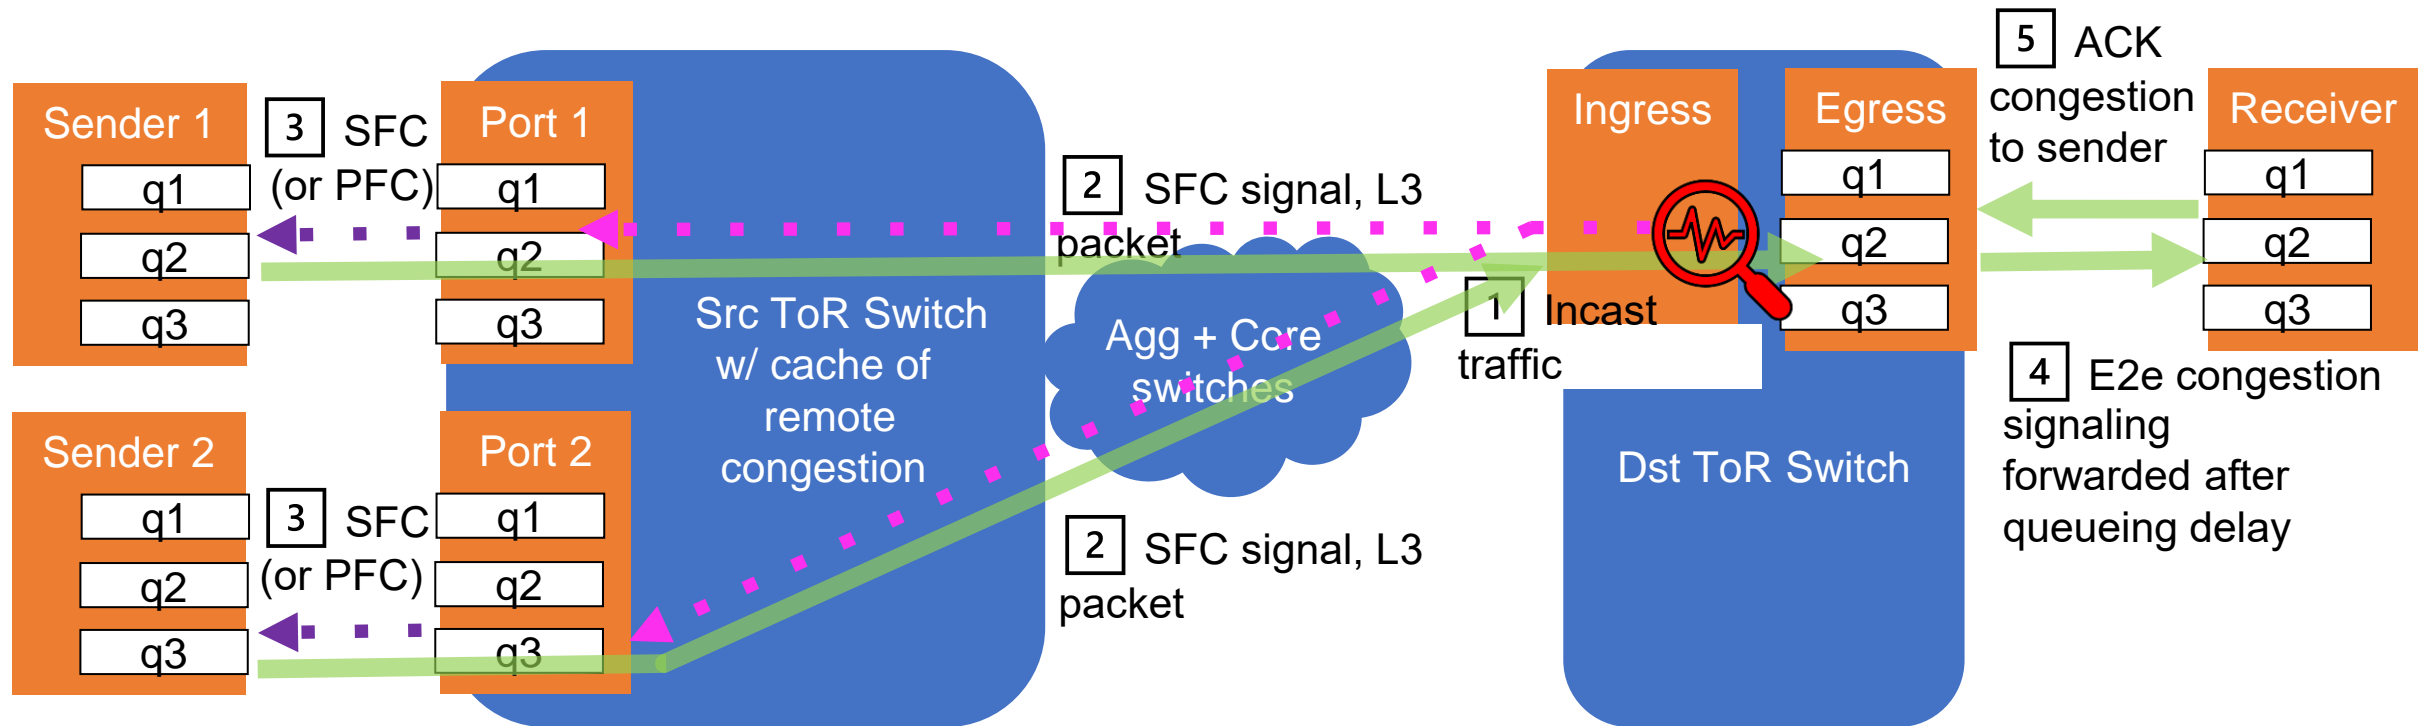 Sender 1
q1
q2
q3
3 SFC
(or PFC)
Port 1
q1
q2
q3
Sender 2
q1
q2
q3
3 SFC
(or PFC)
Port 2
q1
q2
q3
Src ToR Switch
w/ cache of
remote
congestion
2 SFC signal, L3
packet
Agg + Core
switches
2 SFC signal, L3
packet
1 Incast
traffic
Ingress
Egress
q1
q2
q3
Dst ToR Switch
5 ACK
congestion
to sender
Receiver
q1
q2
q3
4 E2e congestion
signaling
forwarded after
queueing delay